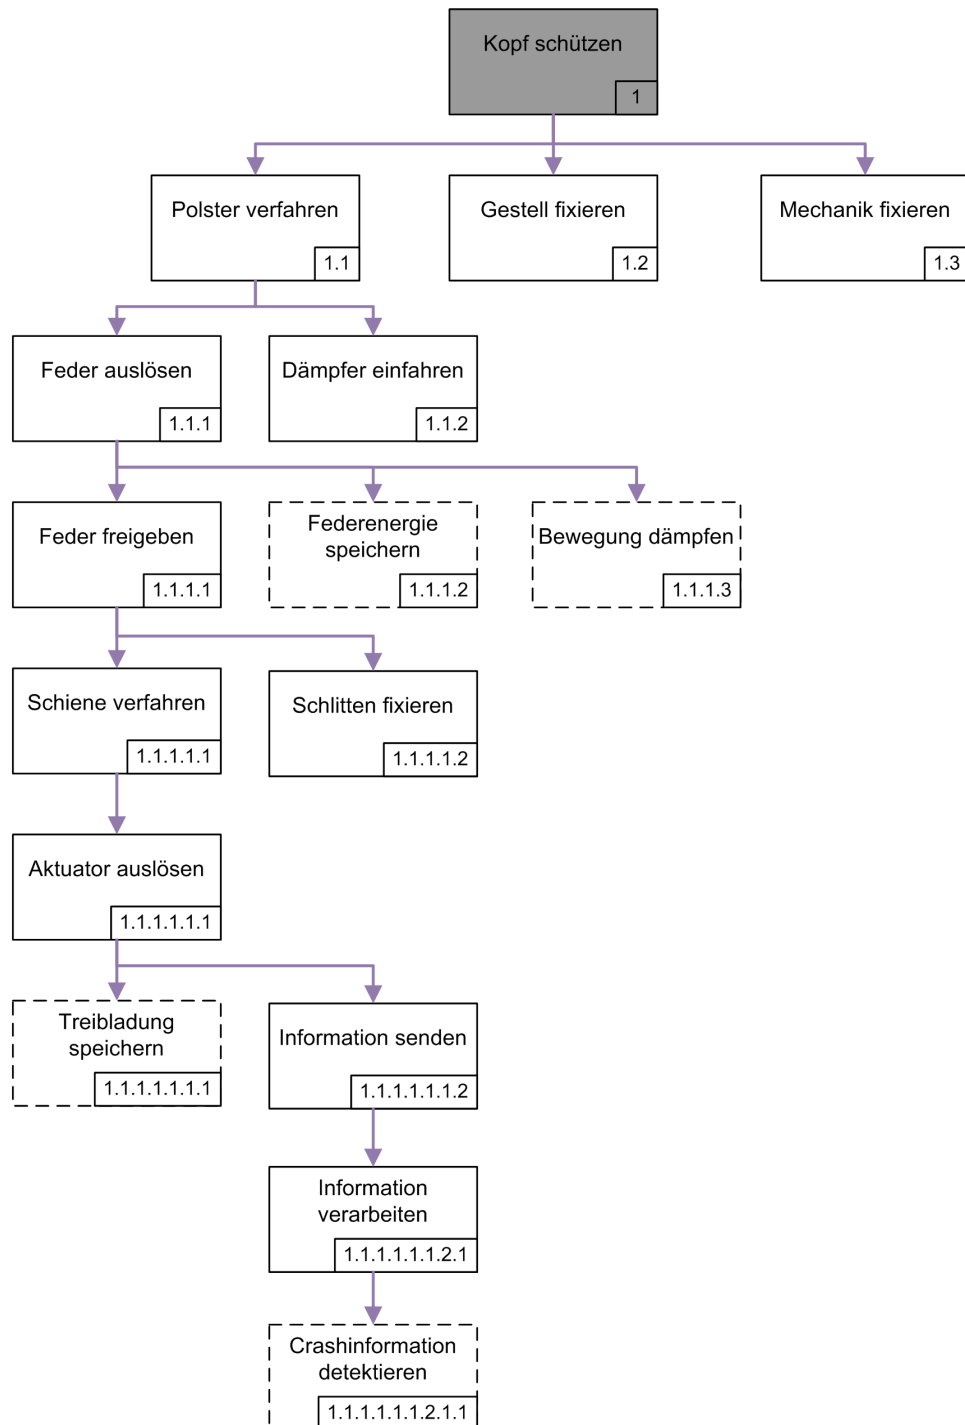 Kopf schützen
1
Polster verfahren
1.1
Gestell fixieren
1.2
Mechanik fixieren
1.3
Feder auslösen
1.1.1
Dämpfer einfahren
1.1.2
Feder freigeben
1.1.1.1
Federenergie
speichern
1.1.1.2
Bewegung dämpfen
1.1.1.3
Schiene verfahren
1.1.1.1.1
Schlitten fixieren
1.1.1.1.2
Aktuator auslösen
1.1.1.1.1.1
Treibladung
speichern
1.1.1.1.1.1.1
Information senden
1.1.1.1.1.1.2
Information
verarbeiten
1.1.1.1.1.1.2.1
Crashinformation
detektieren
1.1.1.1.1.1.2.1.1